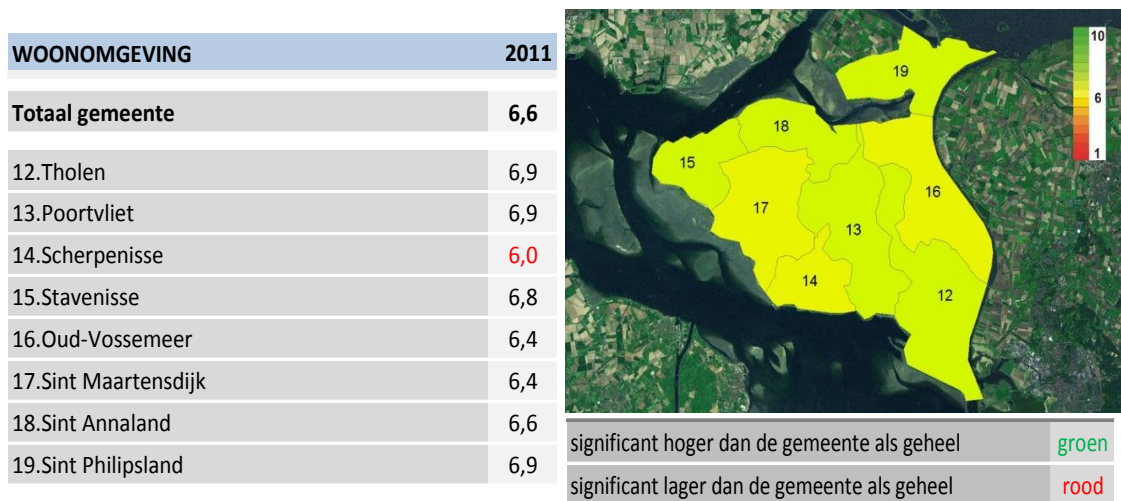 WOONOMGEVING 2011
Totaal gemeente 6,6
12.Tholen 6,9
13.Poortvliet 6,9
14.Scherpenisse 6,0
15.Stavenisse 6,8
16.Oud-Vossemeer 6,4
17.Sint Maartensdijk 6,4
18.Sint Annaland 6,6
19.Sint Philipsland 6,9
10
6
1
19
18
15
16
17
13
14
12
significant hoger dan de gemeente als geheel groen
significant lager dan de gemeente als geheel rood